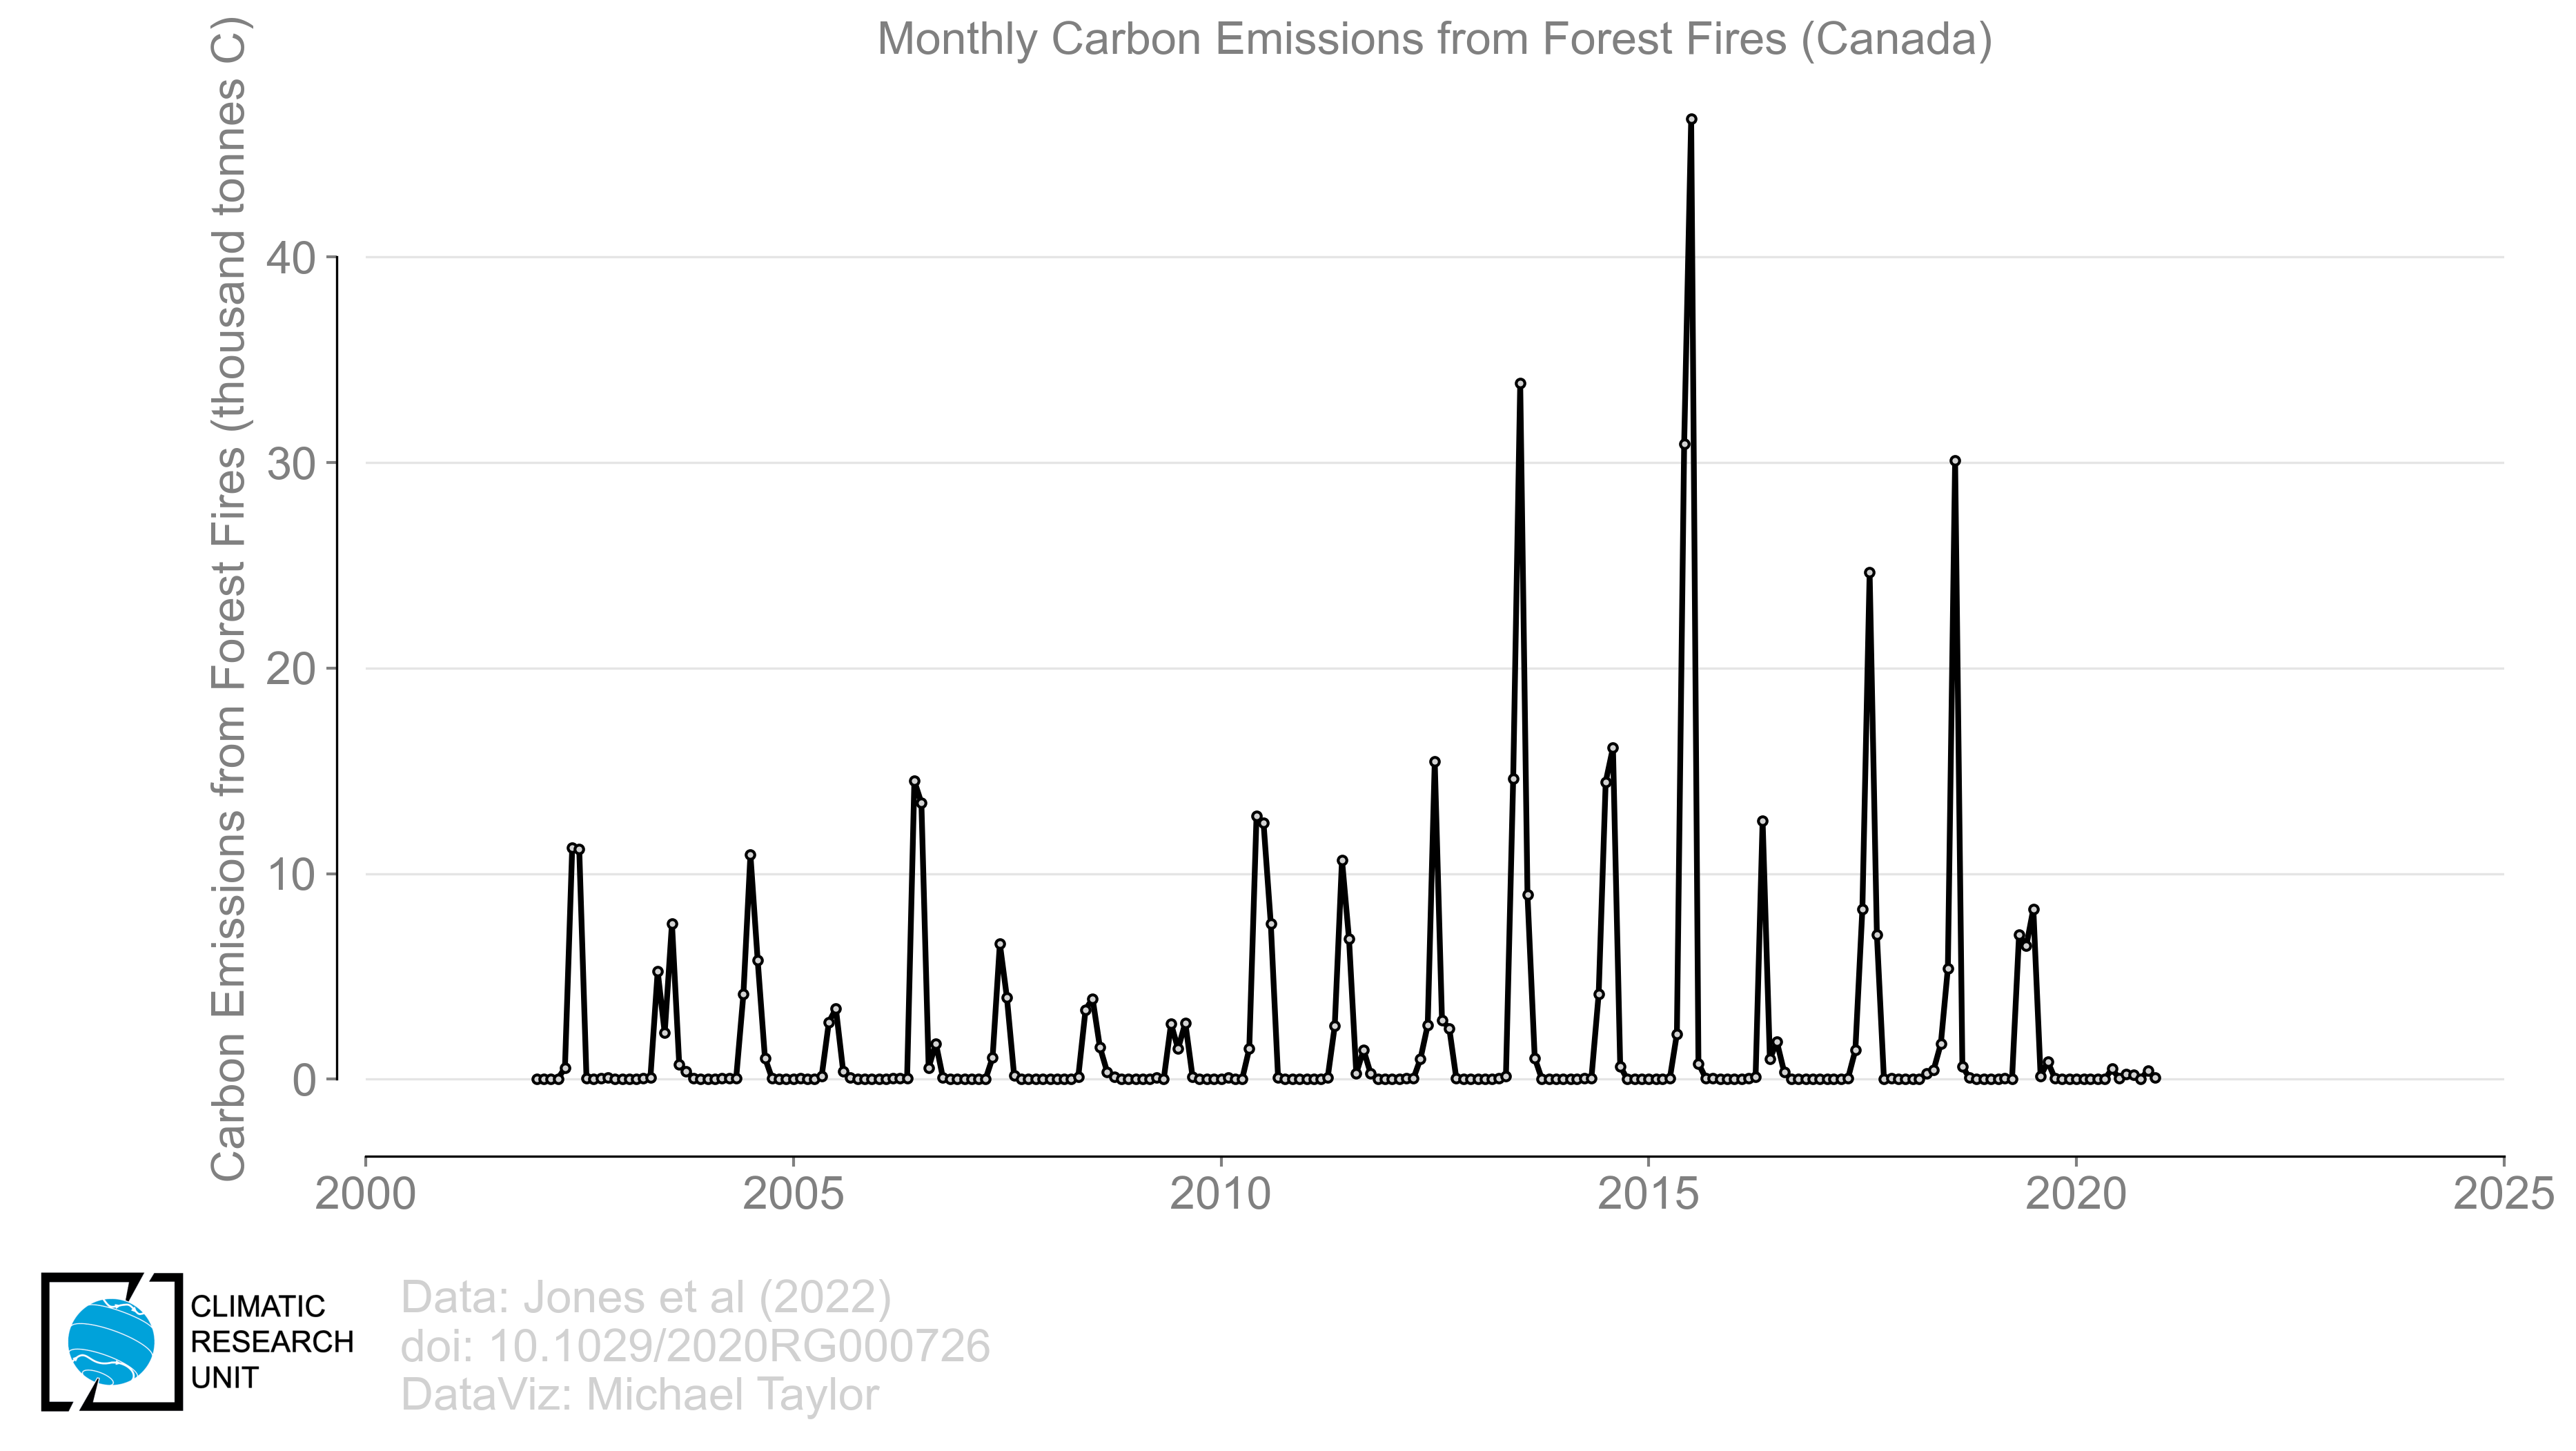 Monthly Carbon Emissions from Forest Fires (Canada)
Carbon Emissions from Forest Fires (thousand tonnes C)
40
30
20
10
0
2000
2005
2010
2015
2020
2025
CLIMATIC
RESEARCH
UNIT
Data: Jones et al (2022)
doi: 10.1029/2020RG000726
DataViz: Michael Taylor